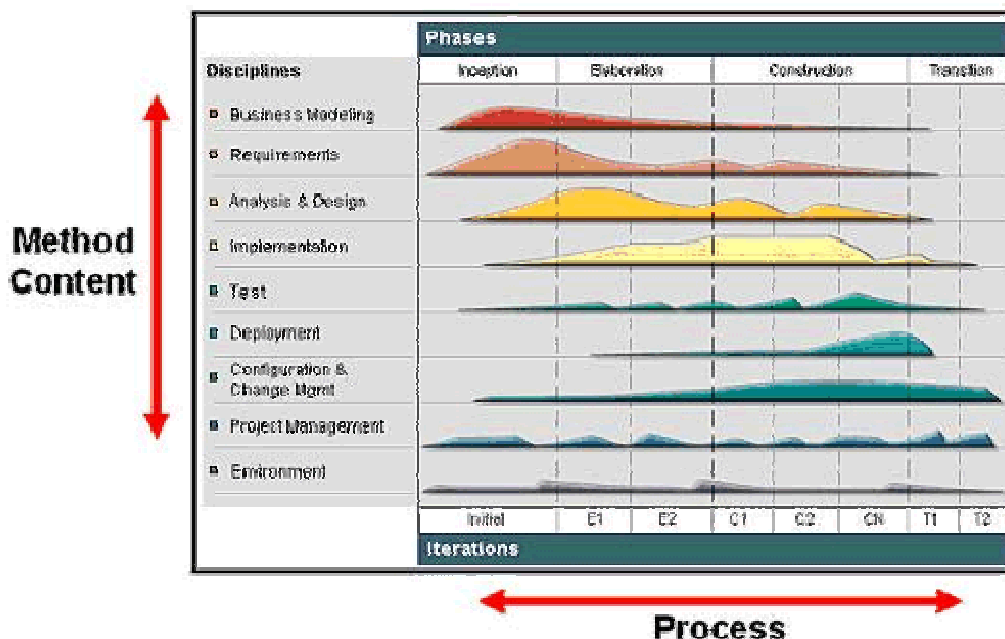 Phases
Disciplines
Inception Elaboration Construction Transition
Business Modeling
Requirements
Analysis & Design
Implementation
Test
Deployment
Configuration &
Change Mgmt
Project Management
Environment
Method
Content
Initial E1 E2 C1 C2 CN T1 T2
Iterations
Process